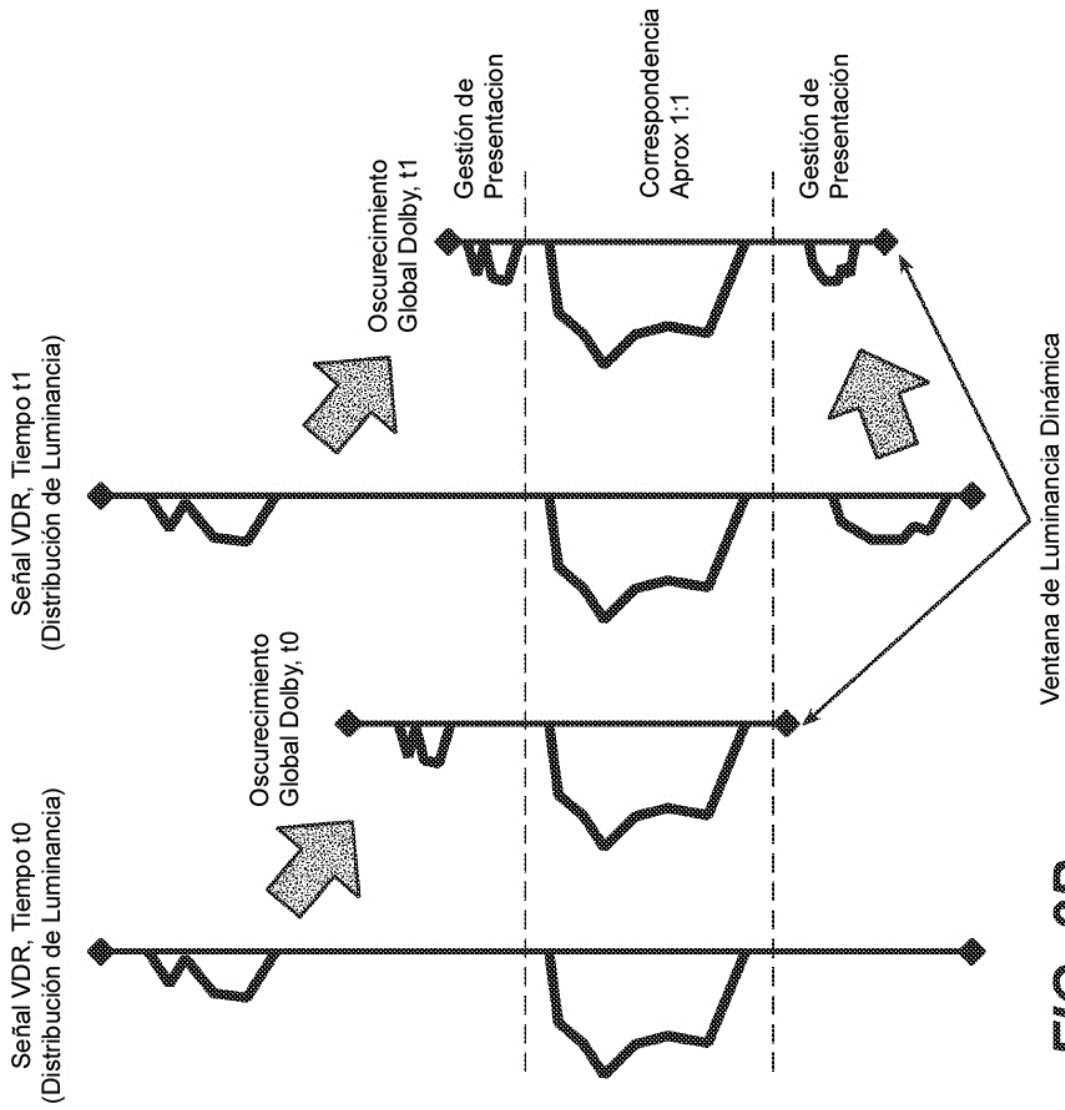 Señal VDR, Tiempo t0
(Distribución de Luminancia)
Oscurecimiento
Global Dolby, t0
Señal VDR, Tiempo t1
(Distribución de Luminancia)
Oscurecimiento
Global Dolby, t1
Gestión de
Presentacion
Correspondencia
Aprox 1:1
Gestión de
Presentación
Ventana de Luminancia Dinámica
FIG.